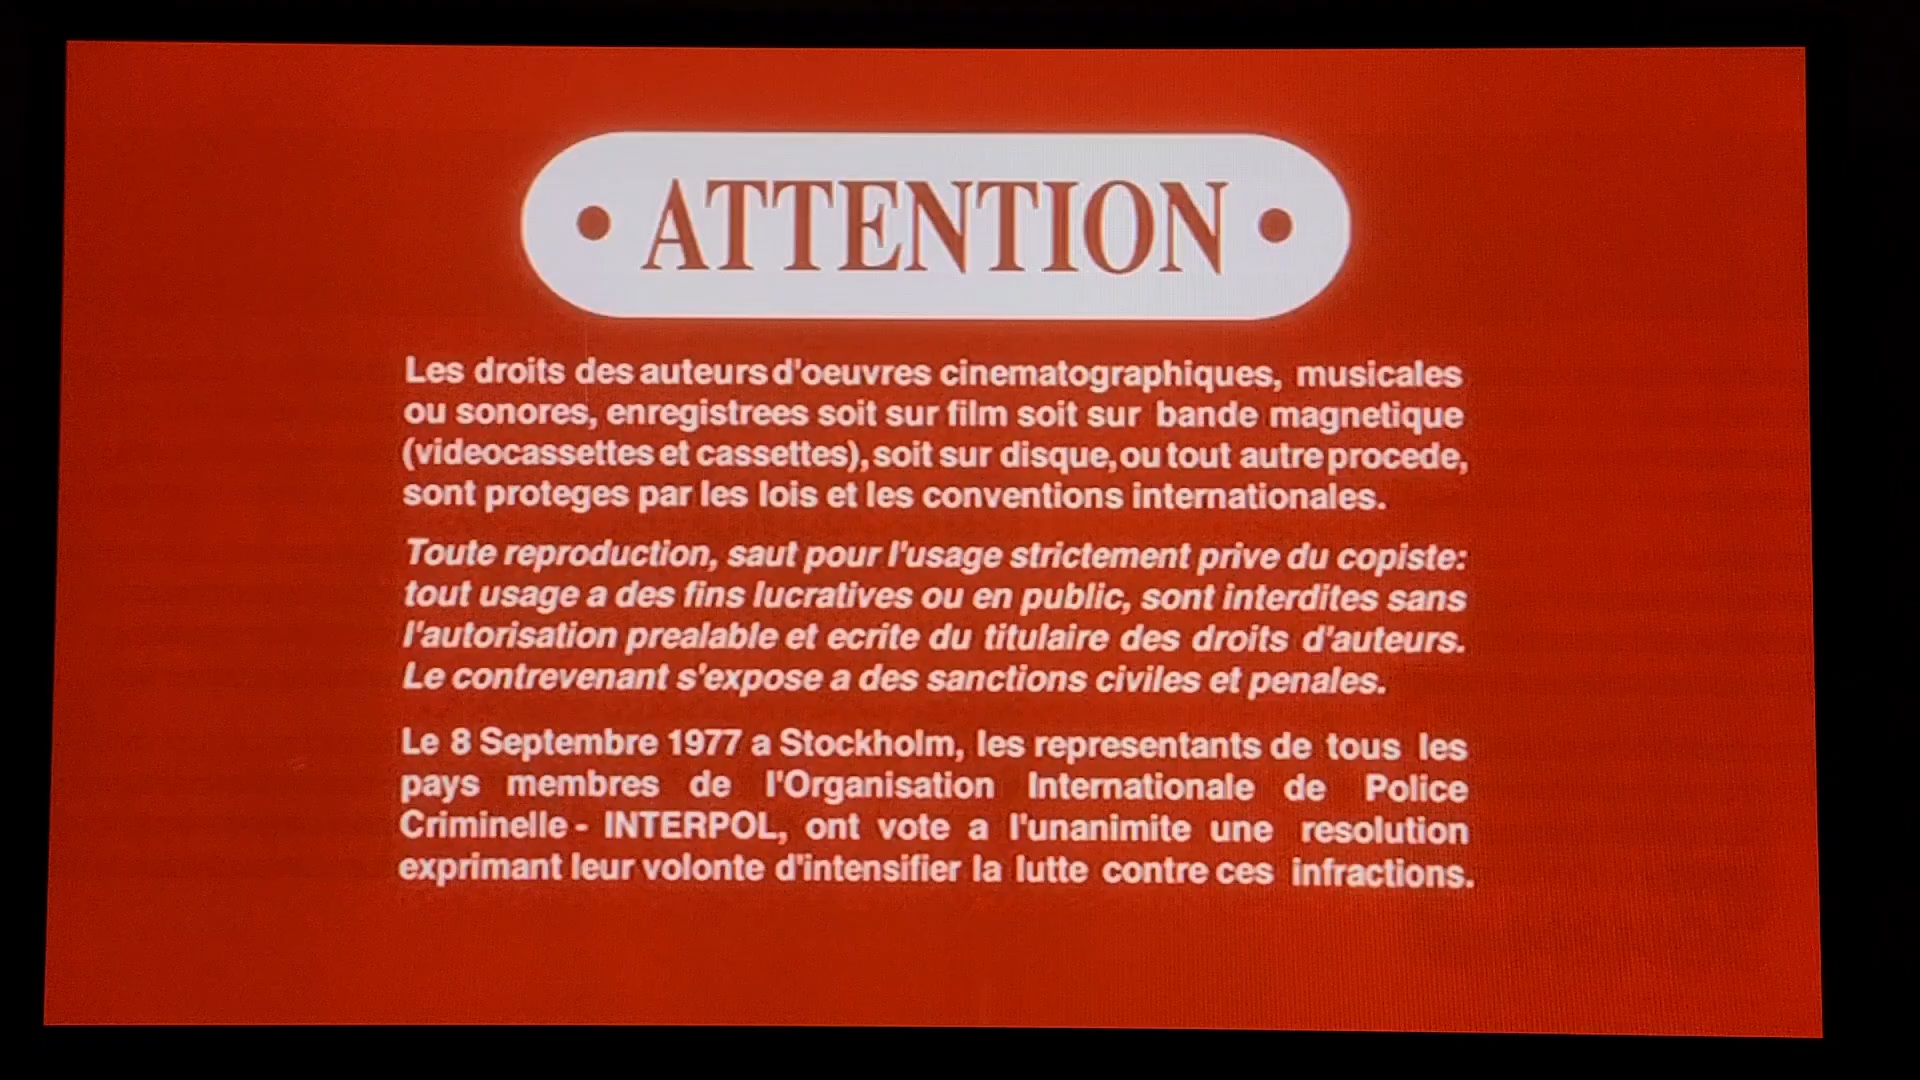 • ATTENTION •
Les droits des auteurs d'oeuvres cinematographiques, musicales
ou sonores, enregistrees soit sur film soit sur bande magnetique
(videocassettes et cassettes), soit sur disque, ou tout autre procede,
sont proteges par les lois et les conventions internationales.
Toute reproduction, saut pour l'usage strictement prive du copiste:
tout usage a des fins lucratives ou en public, sont interdites sans
l'autorisation prealable et ecrite du titulaire des droits d'auteurs.
Le contrevenant s'expose a des sanctions civiles et penales.
Le 8 Septembre 1977 a Stockholm, les representants de tous les
pays membres de l'Organisation Internationale de Police
Criminelle - INTERPOL, ont vote a l'unanimite une resolution
exprimant leur volonte d'intensifier la lutte contre ces infractions.